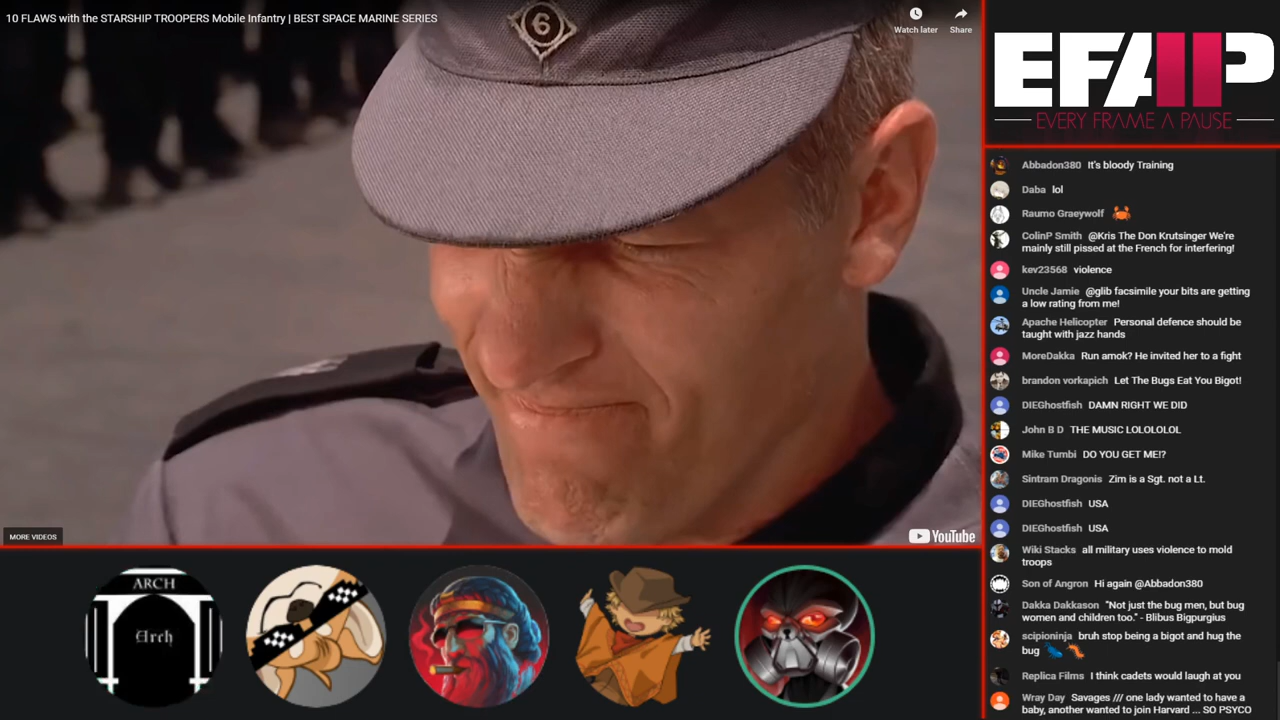 10 FLAWS with the STARSHIP TROOPERS Mobile Infantry | BEST SPACE MARINE SERIES
6
Watch later
Share
MORE VIDEOS
YouTube
EFAP
EVERY FRAME A PAUSE
Abbadon380 It's bloody Training
Daba lol
Raumo Graeywolf
ColinP Smith @Kris The Don Krutsinger We're
mainly still pissed at the French for interfering!
kev23568 violence
Uncle Jamie @glib facsimile your bits are getting
a low rating from me!
Apache Helicopter Personal defence should be
taught with jazz hands
MoreDakka Run amok? He invited her to a fight
brandon vorkapich Let The Bugs Eat You Bigot!
DIEGhostfish DAMN RIGHT WE DID
John B D THE MUSIC LOLOLOLOL
Mike Tumbi DO YOU GET ME!?
Sintram Dragonis Zim is a Sgt. not a Lt.
DIEGhostfish USA
DIEGhostfish USA
Wiki Stacks all military uses violence to mold
troops
Son of Angron Hi again @Abbadon380
Dakka Dakkason "Not just the bug men, but bug
women and children too." - Blibus Bigpurgius
scipioninja bruh stop being a bigot and hug the
bug
Replica Films I think cadets would laugh at you
Wray Day Savages /// one lady wanted to have a
baby, another wanted to join Harvard ... SO PSYCO
ARCH
Arch